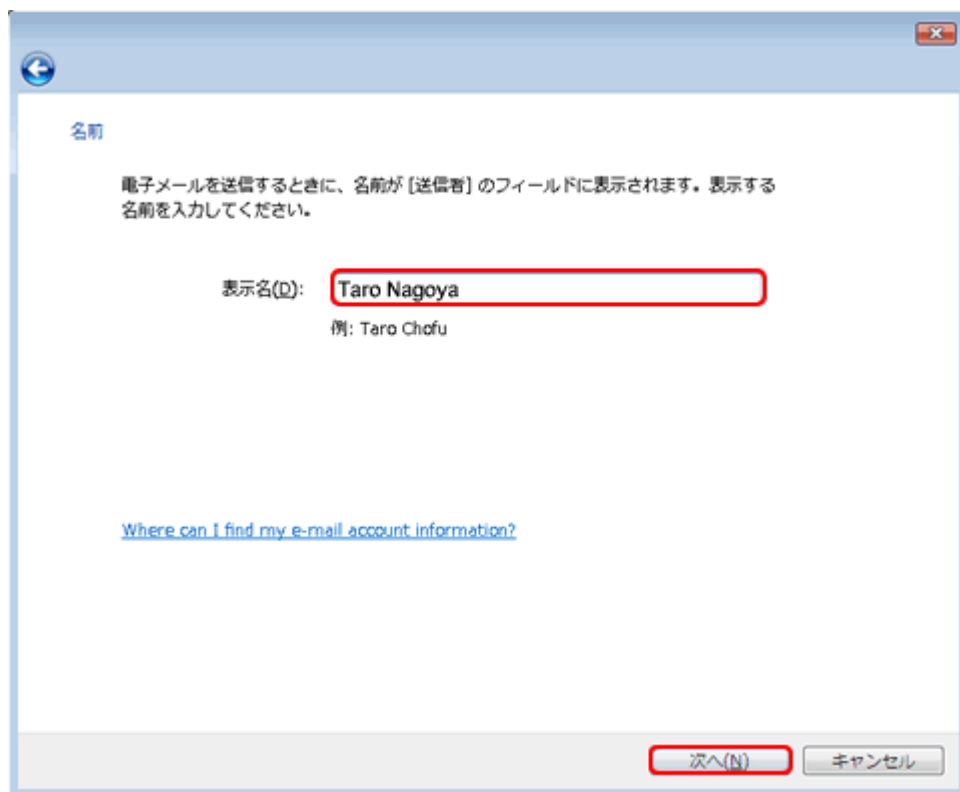 名前
電子メールを送信するときに、名前が [送信者] のフィールドに表示されます。表示する
名前を入力してください。
表示名(D): Taro Nagoya
例: Taro Chofu
Where can I find my e-mail account information?
次へ(N) キャンセル